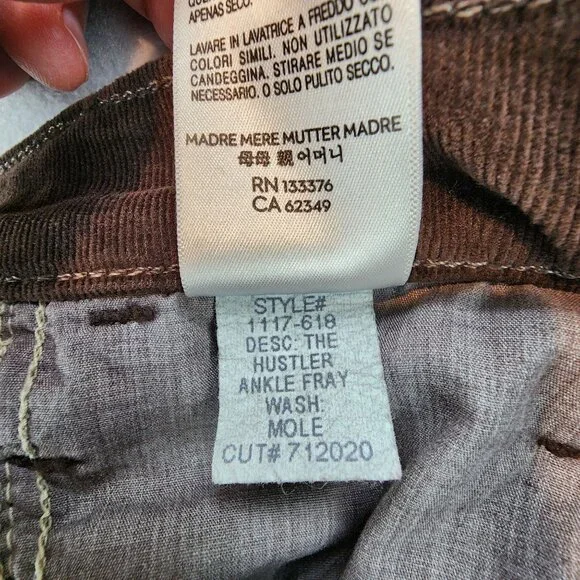 APENAS SECO.
LAVARE IN LAVATRICE A FREDDO CON
COLORI SIMILI. NON UTILIZZATO
CANDEGGINA. STIRARE MEDIO SE
NECESSARIO. O SOLO PULITO SECCO.
MADRE MERE MUTTER MADRE
母母 親 어머니
RN 133376
CA 62349
STYLE#
1117-618
DESC: THE
HUSTLER
ANKLE FRAY
WASH:
MOLE
CUT# 712020